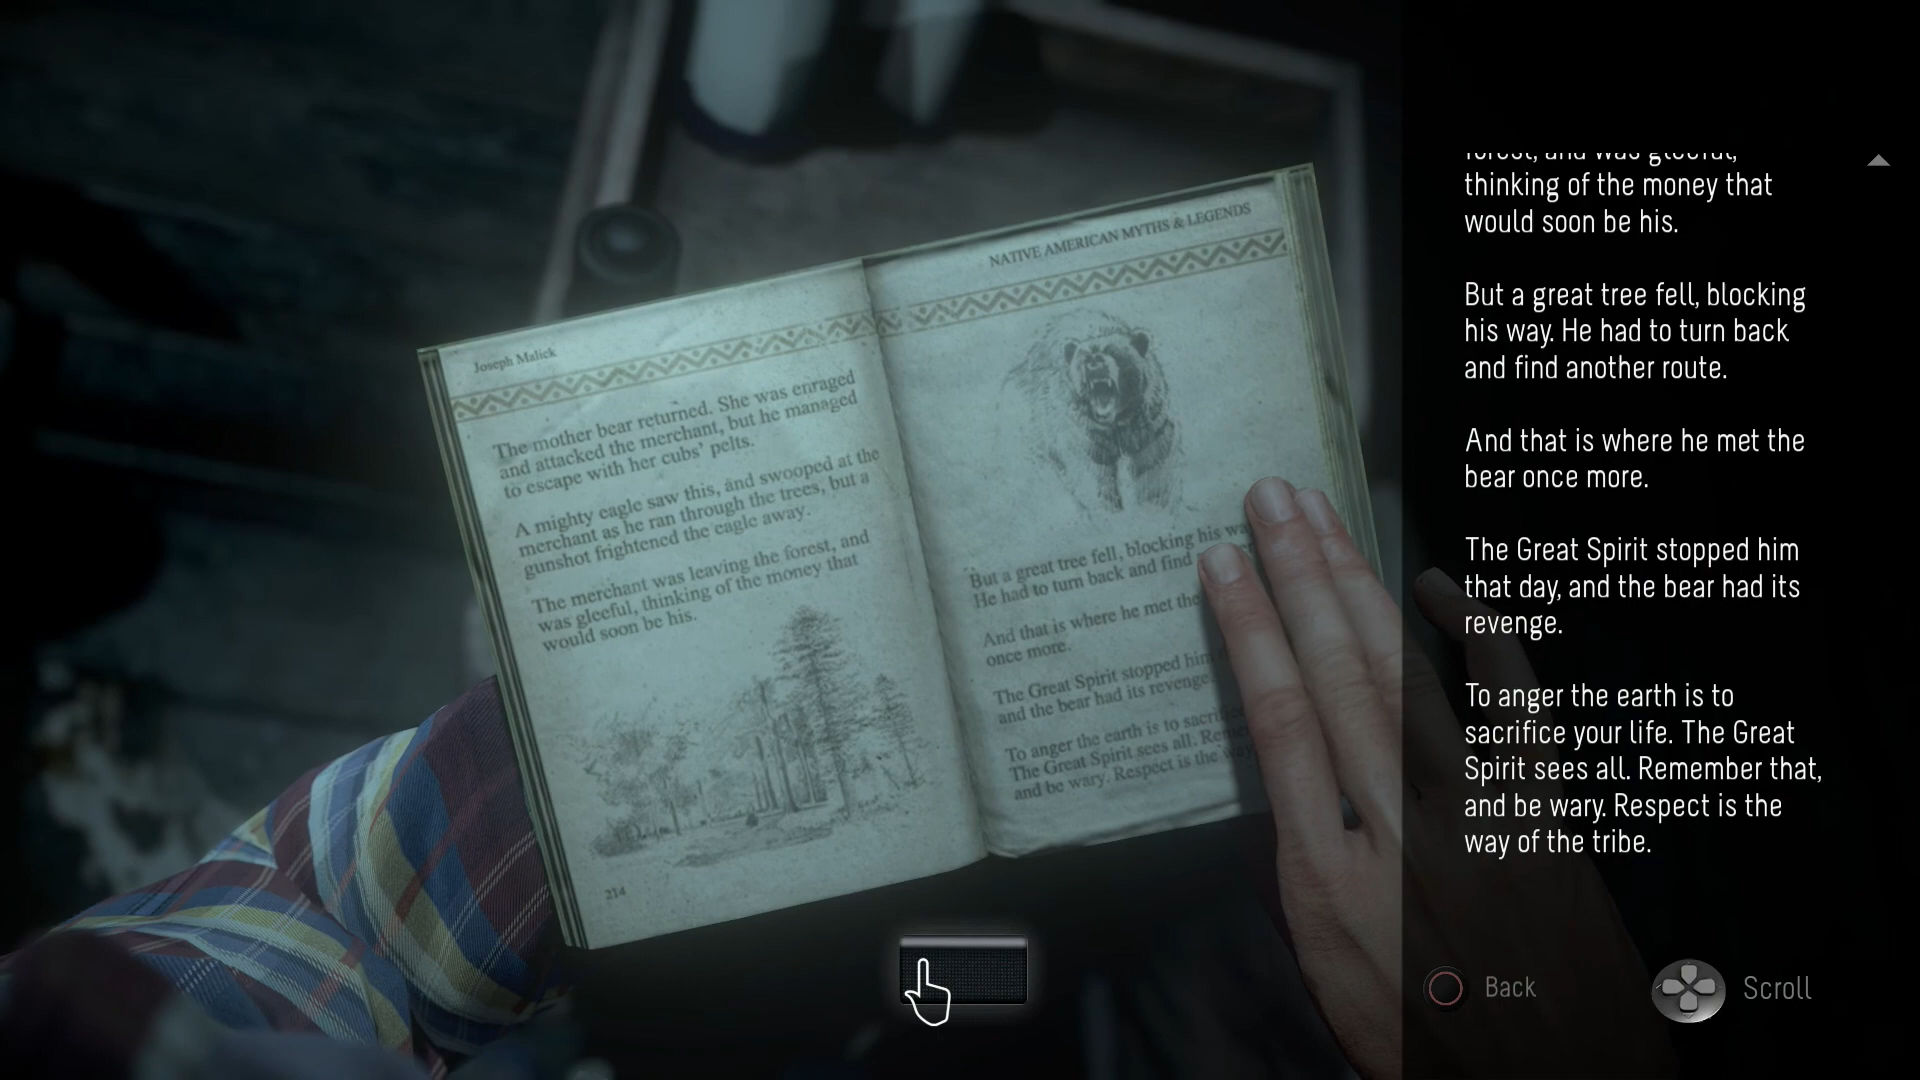 Joseph Malick
The mother bear returned. She was enraged
and attacked the merchant, but he managed
to escape with her cubs' pelts.
A mighty eagle saw this, and swooped at the
merchant as he ran through the trees, but a
gunshot frightened the eagle away.
The merchant was leaving the forest, and
was gleeful, thinking of the money that
would soon be his.
214
NATIVE AMERICAN MYTHS & LEGENDS
But a great tree fell, blocking his
He had to turn back and find
And that is where he met the
once more.
The Great Spirit stopped him
and the bear had its revenge.
To anger the earth is to
The Great Spirit sees all.
and be wary. Respect is the
forest, and was gleeful,
thinking of the money that
would soon be his.
But a great tree fell, blocking
his way. He had to turn back
and find another route.
And that is where he met the
bear once more.
The Great Spirit stopped him
that day, and the bear had its
revenge.
To anger the earth is to
sacrifice your life. The Great
Spirit sees all. Remember that,
and be wary. Respect is the
way of the tribe.
Back
Scroll